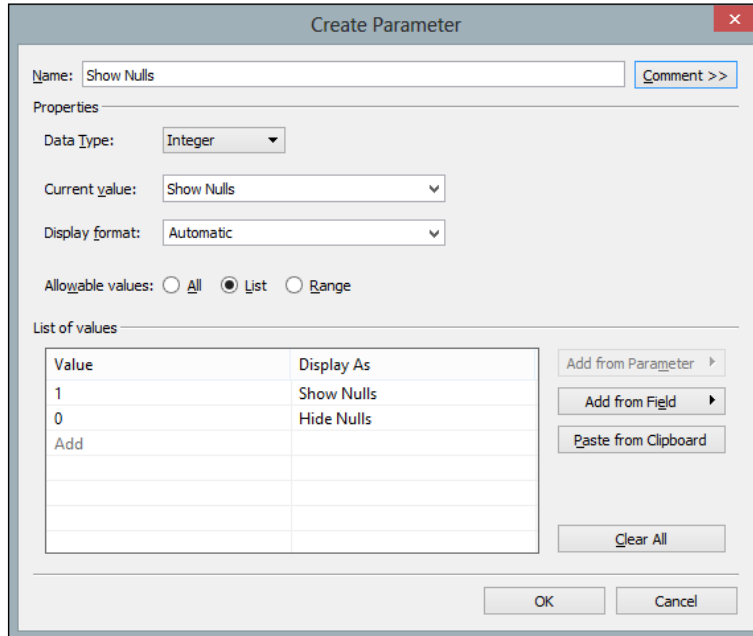 Create Parameter
Name: Show Nulls Comment >>
Properties
Data Type: Integer
Current value: Show Nulls
Display format: Automatic
Allowable values: All List Range
List of values
Value Display As Add from Parameter
1 Show Nulls
0 Hide Nulls Add from Field
Add Paste from Clipboard
Clear All
OK Cancel